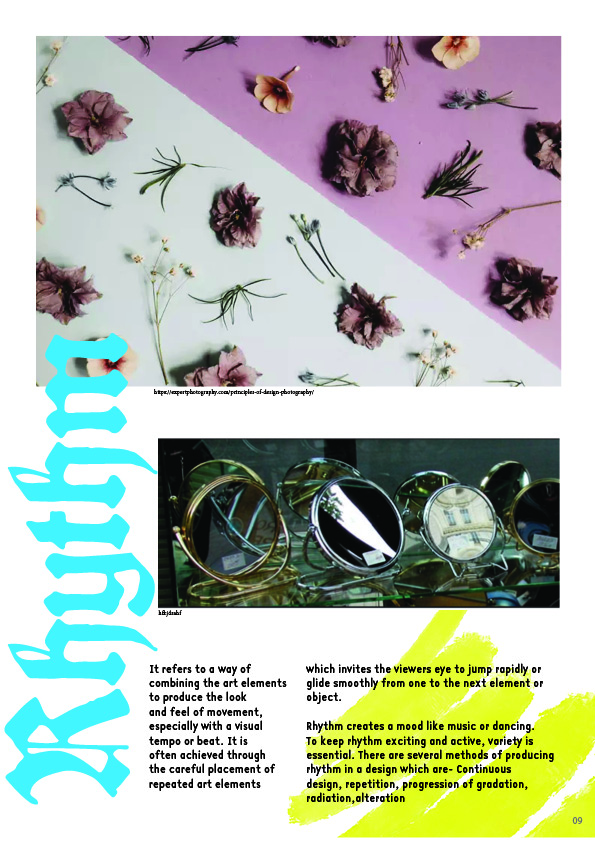 Rhythm
https://expertphotography.com/principles-of-design-photography/
It refers to a way of
combining the art elements
to produce the look
and feel of movement,
especially with a visual
tempo or beat. It is
often achieved through
the careful placement of
repeated art elements
which invites the viewers eye to jump rapidly or
glide smoothly from one to the next element or
object.
Rhythm creates a mood like music or dancing.
To keep rhythm exciting and active, variety is
essential. There are several methods of producing
rhythm in a design which are- Continuous
design, repetition, progression of gradation,
radiation,alteration
09